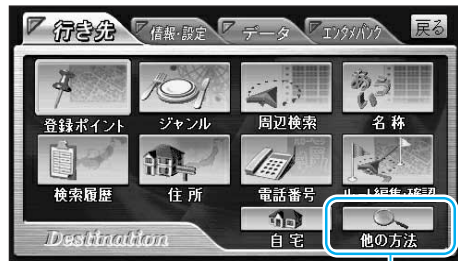 行き先 情報・設定 データ エンタメバンク 戻る
登録ポイント ジャンル 周辺検索 名称
検索履歴 住所 電話番号 ルート編集・確認
Destination 自宅 他の方法